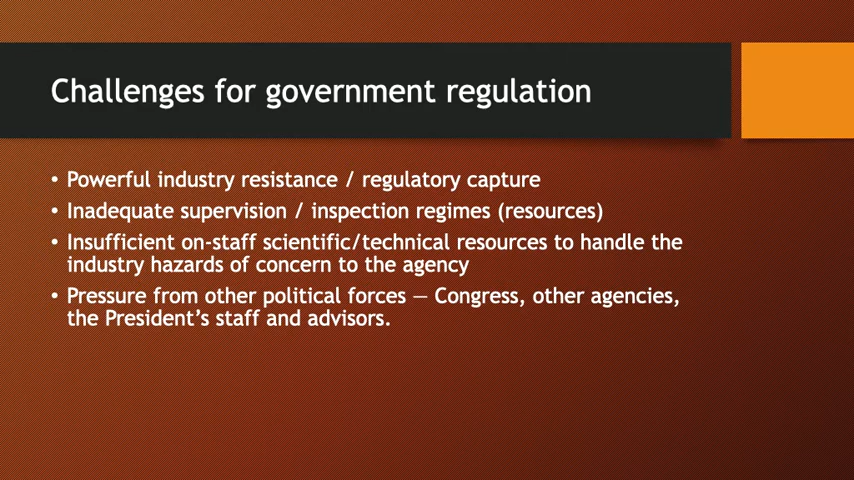 Challenges for government regulation
• Powerful industry resistance / regulatory capture
• Inadequate supervision / inspection regimes (resources)
• Insufficient on-staff scientific/technical resources to handle the
industry hazards of concern to the agency
• Pressure from other political forces — Congress, other agencies,
the President’s staff and advisors.